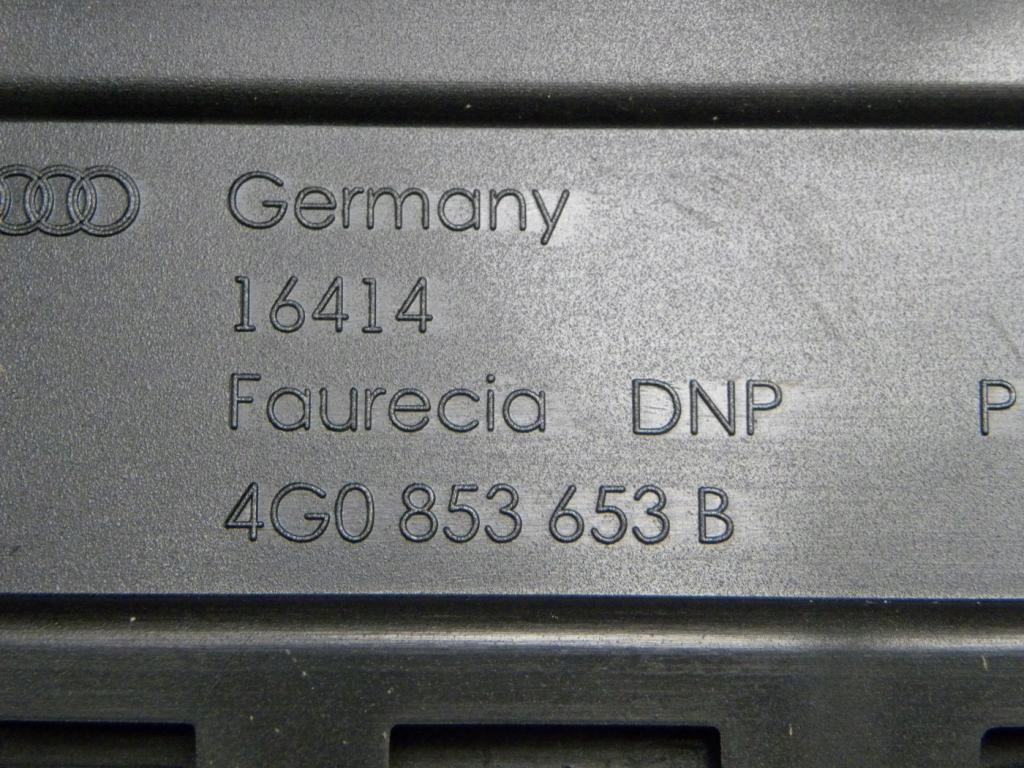 Germany
16414
Faurecia DNP P
4G0 853 653 B